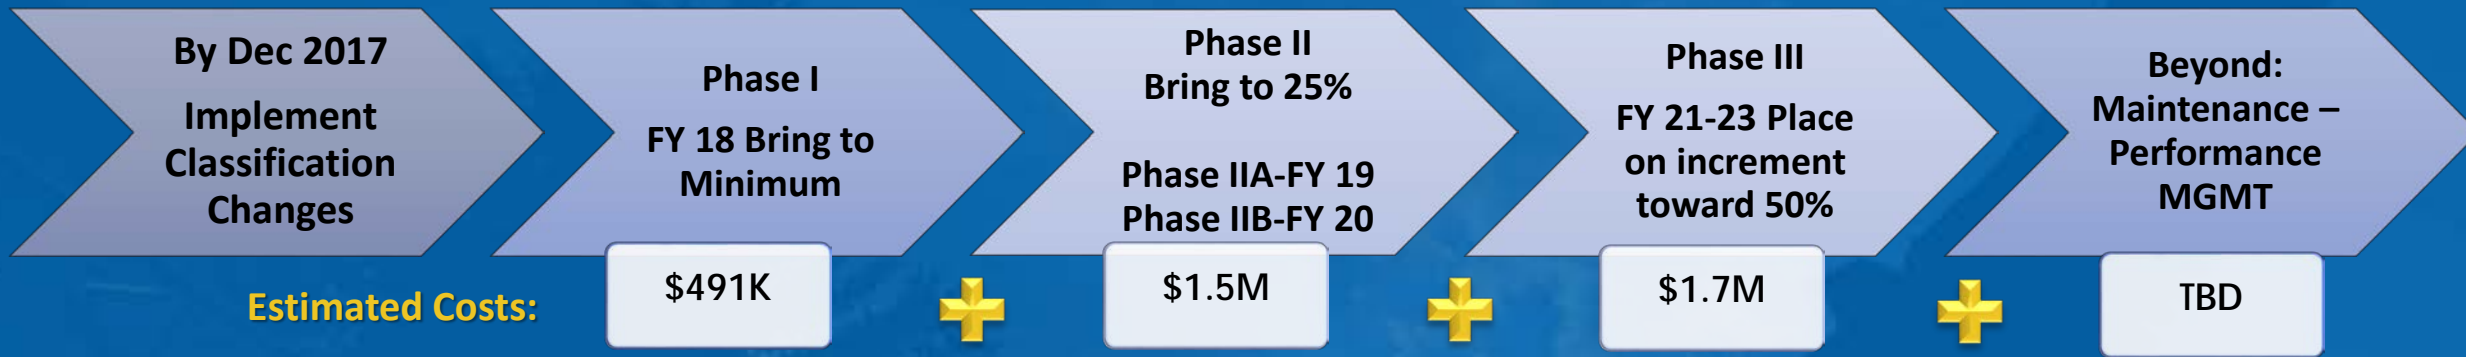 By Dec 2017
Implement
Classification
Changes
Phase I
FY 18 Bring to
Minimum
Phase II
Bring to 25%
Phase IIA-FY 19
Phase IIB-FY 20
Phase III
FY 21-23 Place
on increment
toward 50%
Beyond:
Maintenance –
Performance
MGMT
Estimated Costs:
$491K
$1.5M
$1.7M
TBD